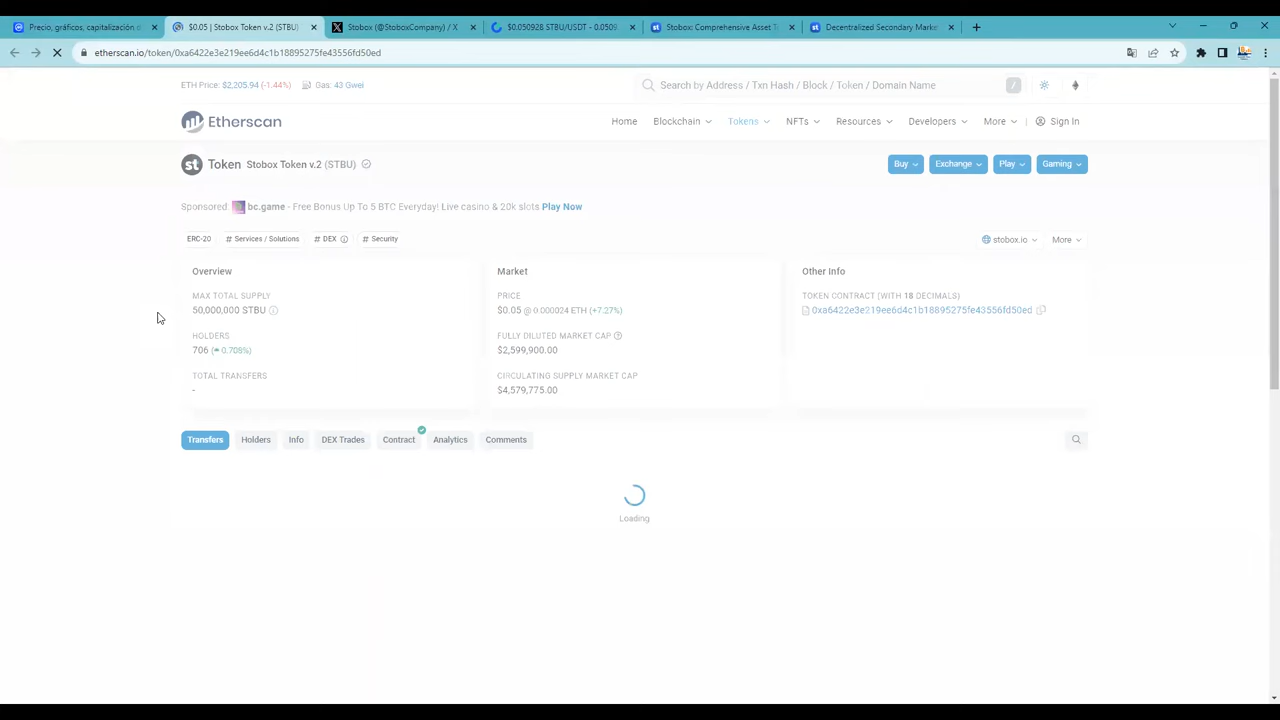 Precio, gráficos, capitalización d
$0.05 | Stobox Token v.2 (STBU)
Stobox (@StoboxCompany) / X
$0.050928 STBU/USDT - 0.0509
Stobox: Comprehensive Asset T
Decentralized Secondary Marke
etherscan.io/token/0xa6422e3e219ee6d4c1b18895275fe43556fd50ed
ETH Price: $2,205.94 (-1.44%) Gas: 43 Gwei
Search by Address / Txn Hash / Block / Token / Domain Name /
Etherscan
Home Blockchain Tokens NFTs Resources Developers More Sign In
st Token Stobox Token v.2 (STBU)
Buy Exchange Play Gaming
Sponsored bc.game - Free Bonus Up To 5 BTC Everyday! Live casino & 20k slots Play Now
ERC-20 # Services / Solutions # DEX # Security
stobox.io More
Overview
MAX TOTAL SUPPLY
50,000,000 STBU
HOLDERS
706 (0.708%)
TOTAL TRANSFERS
-
Market
PRICE
$0.05 @ 0.000024 ETH (+7.27%)
FULLY DILUTED MARKET CAP
$2,599,900.00
CIRCULATING SUPPLY MARKET CAP
$4,579,775.00
Other Info
TOKEN CONTRACT (WITH 18 DECIMALS)
0xa6422e3e219ee6d4c1b18895275fe43556fd50ed
Transfers Holders Info DEX Trades Contract Analytics Comments
Loading